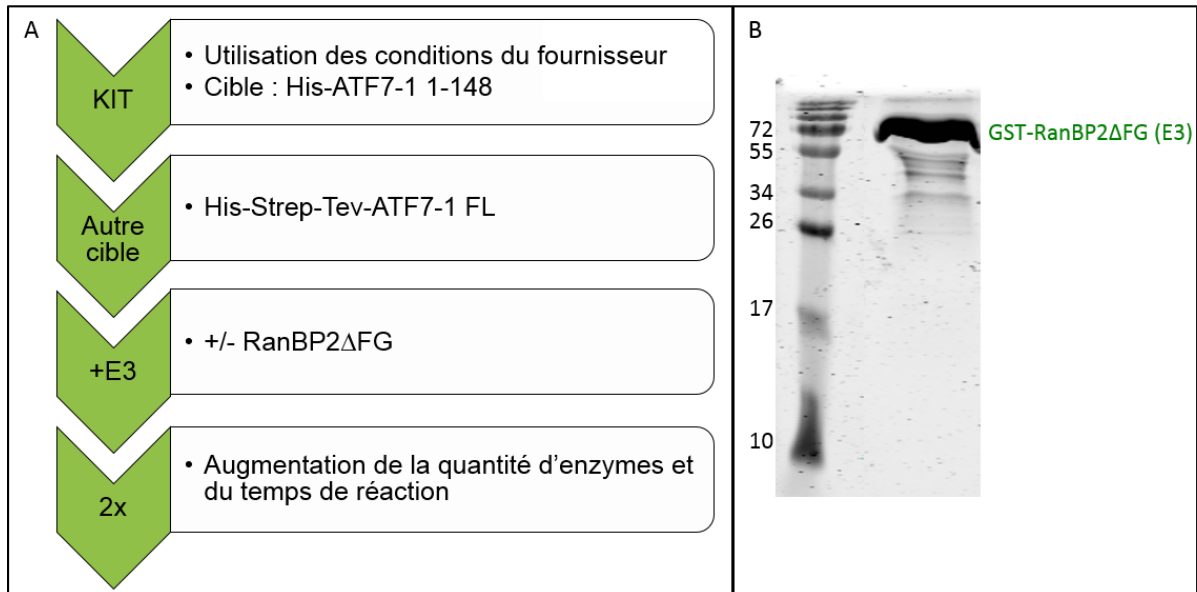 A
KIT
• Utilisation des conditions du fournisseur
• Cible : His-ATF7-1 1-148
Autre
cible
• His-Strep-Tev-ATF7-1 FL
+E3
• +/- RanBP2ΔFG
2x
• Augmentation de la quantité d’enzymes et
du temps de réaction
B
72
55
34
26
17
10
GST-RanBP2ΔFG (E3)